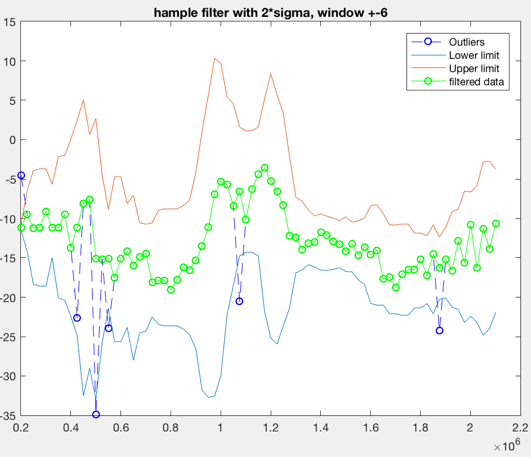 hample filter with 2*sigma, window +-6
15
10
5
0
-5
-10
-15
-20
-25
-30
-35
Outliers
Lower limit
Upper limit
filtered data
0.2 0.4 0.6 0.8 1 1.2 1.4 1.6 1.8 2 2.2
×10⁶